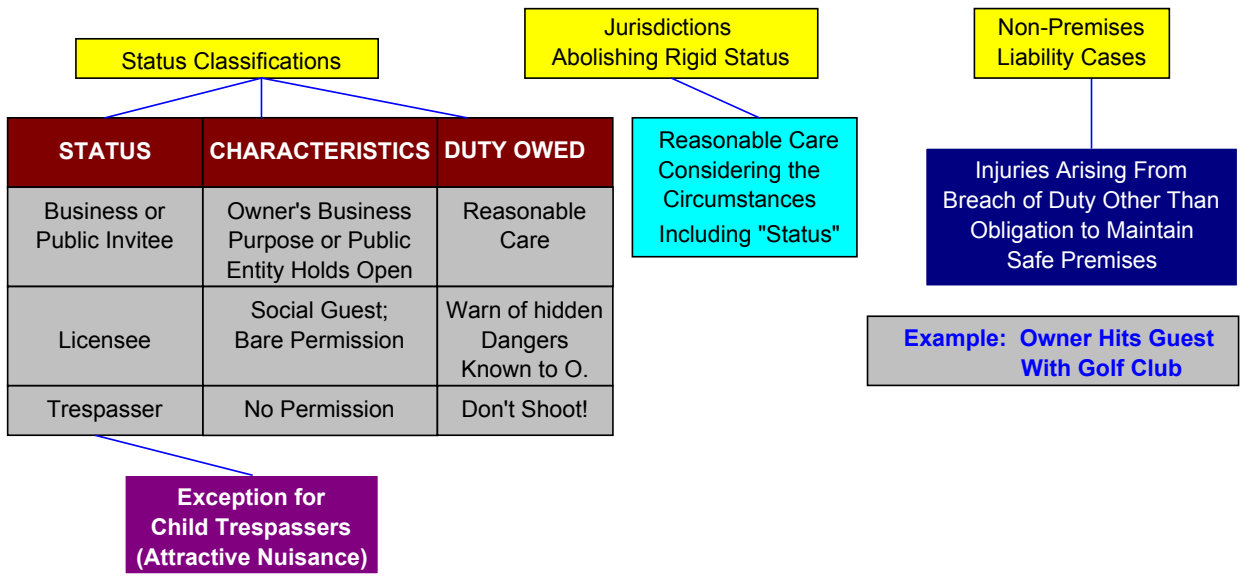 Status Classifications
Jurisdictions
Abolishing Rigid Status
Non-Premises
Liability Cases
STATUS
CHARACTERISTICS
DUTY OWED
Business or
Public Invitee
Owner's Business
Purpose or Public
Entity Holds Open
Reasonable
Care
Licensee
Social Guest;
Bare Permission
Warn of hidden
Dangers
Known to O.
Trespasser
No Permission
Don't Shoot!
Exception for
Child Trespassers
(Attractive Nuisance)
Reasonable Care
Considering the
Circumstances
Including "Status"
Injuries Arising From
Breach of Duty Other Than
Obligation to Maintain
Safe Premises
Example: Owner Hits Guest
With Golf Club